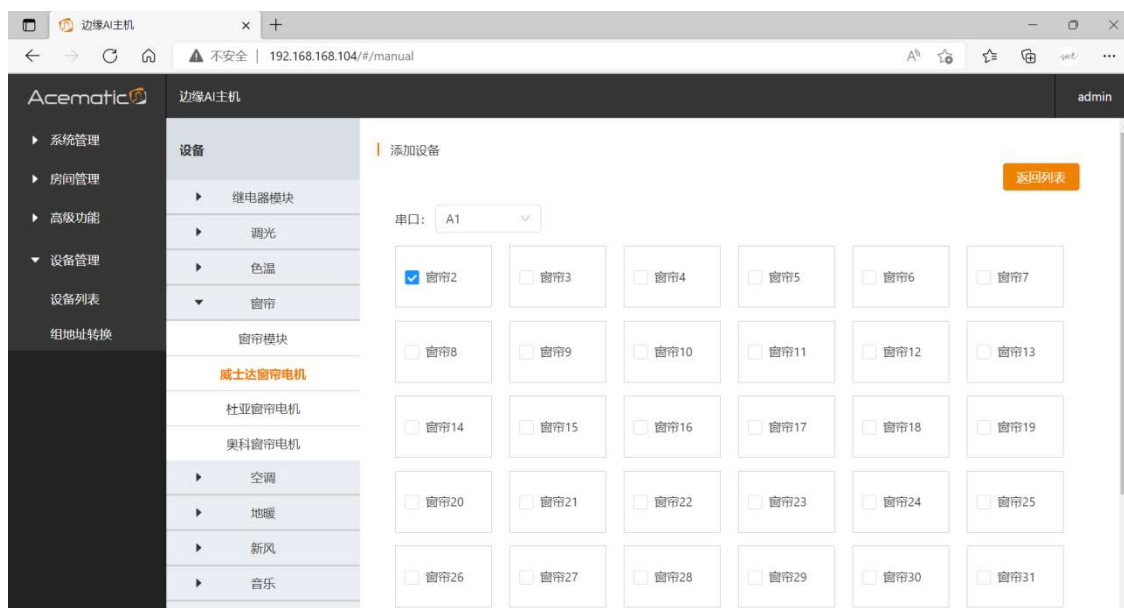 边缘AI主机
不安全 | 192.168.168.104/#/manual
Acematic
边缘AI主机
admin
系统管理
房间管理
高级功能
设备管理
设备列表
组地址转换
设备
继电器模块
调光
色温
窗帘
窗帘模块
威士达窗帘电机
杜亚窗帘电机
奥科窗帘电机
空调
地暖
新风
音乐
添加设备
返回列表
串口: A1
窗帘2 窗帘3 窗帘4 窗帘5 窗帘6 窗帘7
窗帘8 窗帘9 窗帘10 窗帘11 窗帘12 窗帘13
窗帘14 窗帘15 窗帘16 窗帘17 窗帘18 窗帘19
窗帘20 窗帘21 窗帘22 窗帘23 窗帘24 窗帘25
窗帘26 窗帘27 窗帘28 窗帘29 窗帘30 窗帘31